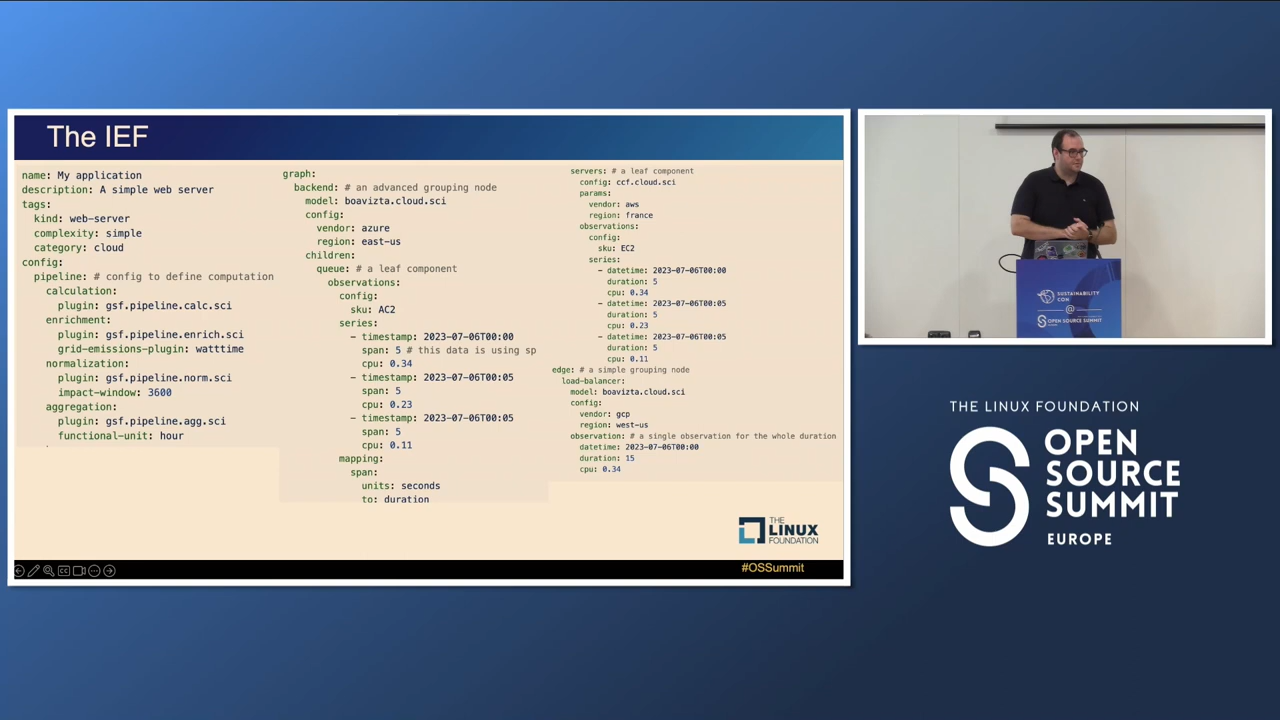 The IEF
name: My application
description: A simple web server
tags:
kind: web-server
complexity: simple
category: cloud
config:
pipeline: # config to define computation
calculation:
plugin: gsf.pipeline.calc.sci
enrichment:
plugin: gsf.pipeline.enrich.sci
grid-emissions-plugin: watttime
normalization:
plugin: gsf.pipeline.norm.sci
impact-window: 3600
aggregation:
plugin: gsf.pipeline.agg.sci
functional-unit: hour
graph:
backend: # an advanced grouping node
model: boavizta.cloud.sci
config:
vendor: azure
region: east-us
children:
queue: # a leaf component
observations:
config:
sku: AC2
series:
- timestamp: 2023-07-06T00:00
span: 5 # this data is using sp
cpu: 0.34
- timestamp: 2023-07-06T00:05
span: 5
cpu: 0.23
- timestamp: 2023-07-06T00:05
span: 5
cpu: 0.11
mapping:
span:
units: seconds
to: duration
servers: # a leaf component
config: ccf.cloud.sci
params:
vendor: aws
region: france
observations:
config:
sku: EC2
series:
- datetime: 2023-07-06T00:00
duration: 5
cpu: 0.34
- datetime: 2023-07-06T00:05
duration: 5
cpu: 0.23
- datetime: 2023-07-06T00:05
duration: 5
cpu: 0.11
edge: # a simple grouping node
load-balancer:
model: boavizta.cloud.sci
config:
vendor: gcp
region: west-us
observation: # a single observation for the whole duration
datetime: 2023-07-06T00:00
duration: 15
cpu: 0.34
THE
LINUX
FOUNDATION
#OSSummit
CC
SUSTAINABILITY
CON
@
OPEN SOURCE SUMMIT
THE LINUX FOUNDATION
OPEN
SOURCE
SUMMIT
EUROPE